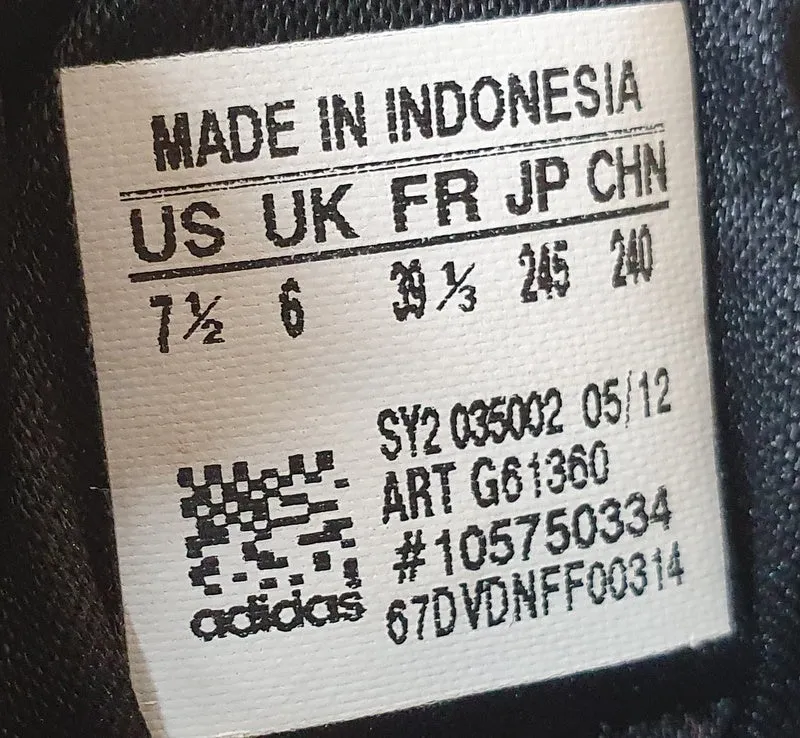 MADE IN INDONESIA
US UK FR JP CHN
7½ 6 39⅓ 245 240
SY2 035002 05/12
ART G61360
#105750334
67DVDNFF00314
adidas